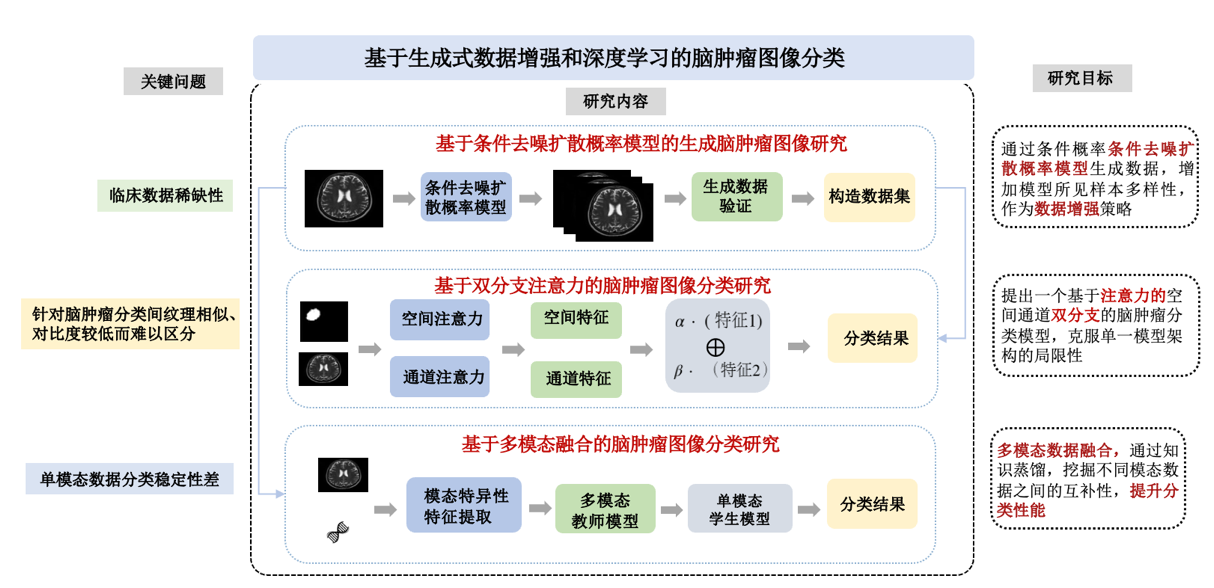 基于生成式数据增强和深度学习的脑肿瘤图像分类
关键问题
研究内容
研究目标
临床数据稀缺性
基于条件去噪扩散概率模型的生成脑肿瘤图像研究
条件去噪扩
散概率模型
生成数据
验证
构造数据集
通过条件概率条件去噪扩
散概率模型生成数据，增
加模型所见样本多样性，
作为数据增强策略
针对脑肿瘤分类间纹理相似、
对比度较低而难以区分
基于双分支注意力的脑肿瘤图像分类研究
空间注意力
通道注意力
空间特征
通道特征
α ·（特征1)
⊕
β · （特征2)
分类结果
提出一个基于注意力的空
间通道双分支的脑肿瘤分
类模型，克服单一模型架
构的局限性
单模态数据分类稳定性差
基于多模态融合的脑肿瘤图像分类研究
模态特异性
特征提取
多模态
教师模型
单模态
学生模型
分类结果
多模态数据融合，通过知
识蒸馏，挖掘不同模态数
据之间的互补性，提升分
类性能